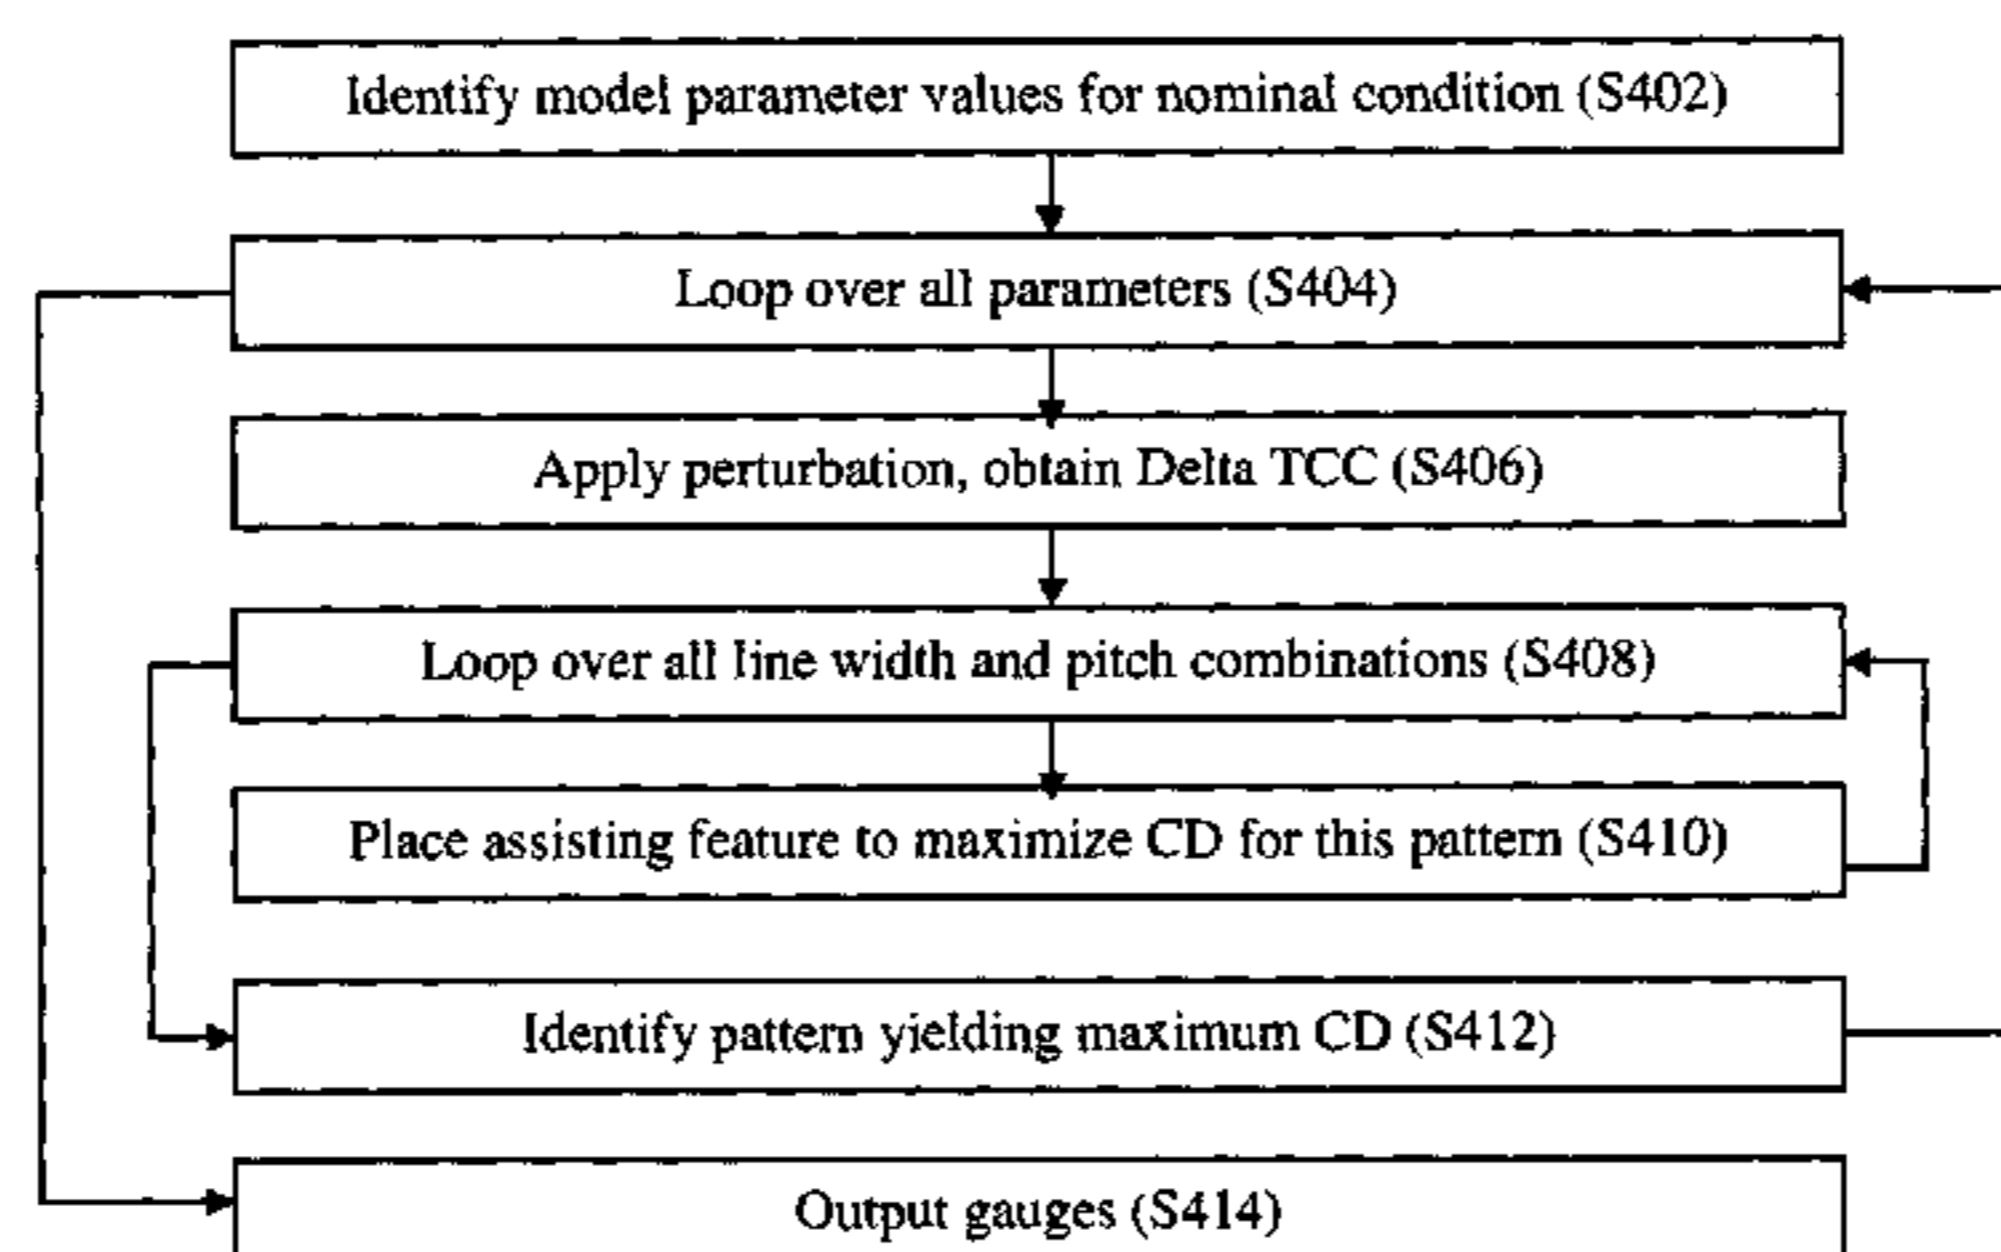 Identify model parameter values for nominal condition (S402)
Loop over all parameters (S404)
Apply perturbation, obtain Delta TCC (S406)
Loop over all line width and pitch combinations (S408)
Place assisting feature to maximize CD for this pattern (S410)
Identify pattern yielding maximum CD (S412)
Output gauges (S414)